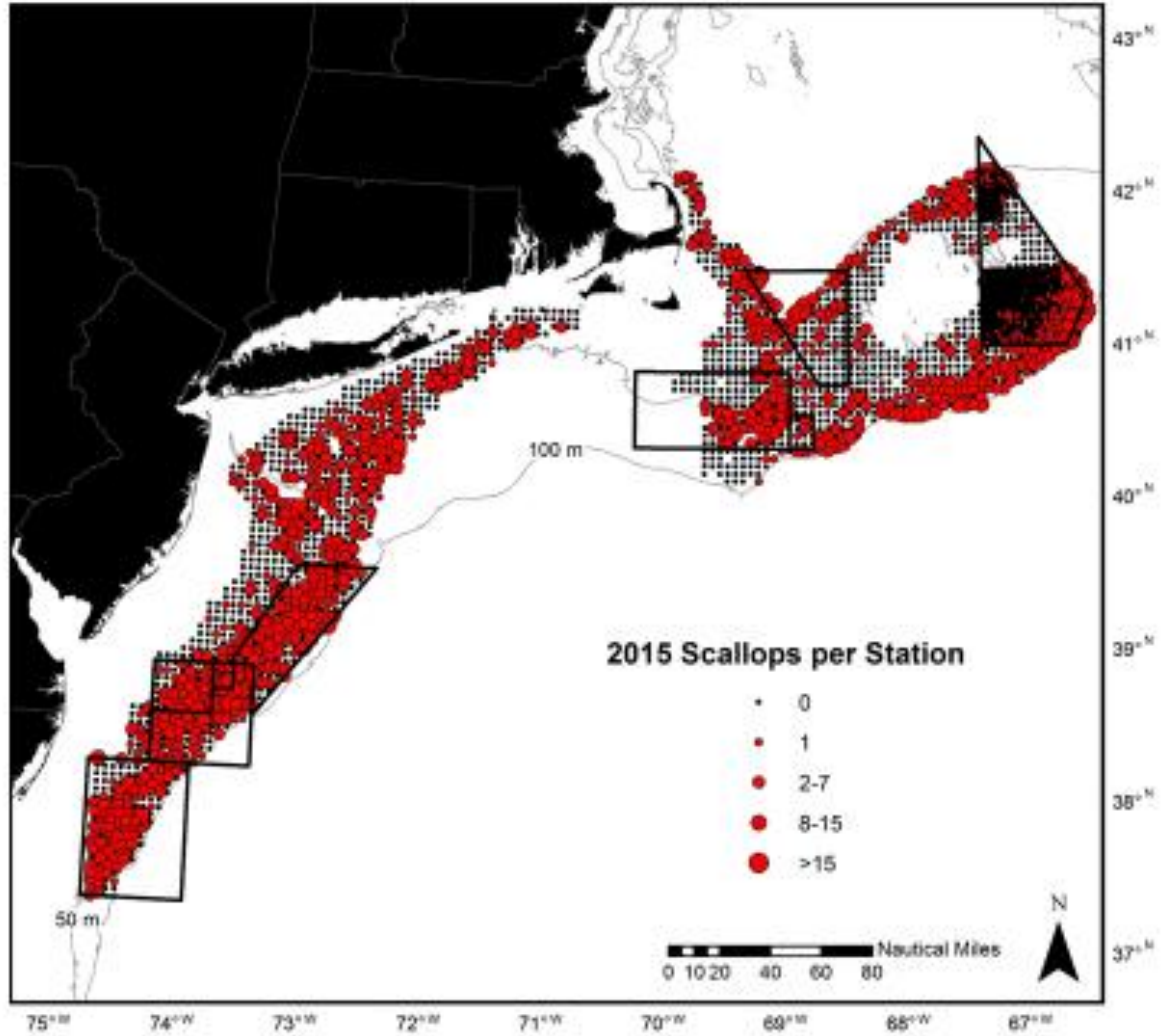 43° N
42° N
41° N
100 m
40° N
39° N
2015 Scallops per Station
0
1
2-7
8-15
>15
38° N
50 m
N
Nautical Miles
0 10 20 40 60 80
37° N
75° W 74° W 73° W 72° W 71° W 70° W 69° W 68° W 67° W